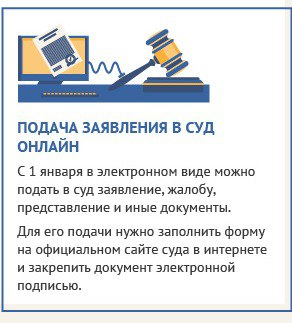 ПОДАЧА ЗАЯВЛЕНИЯ В СУД
ОНЛАЙН
С 1 января в электронном виде можно
подать в суд заявление, жалобу,
представление и иные документы.
Для его подачи нужно заполнить форму
на официальном сайте суда в интернете
и закрепить документ электронной
подписью.